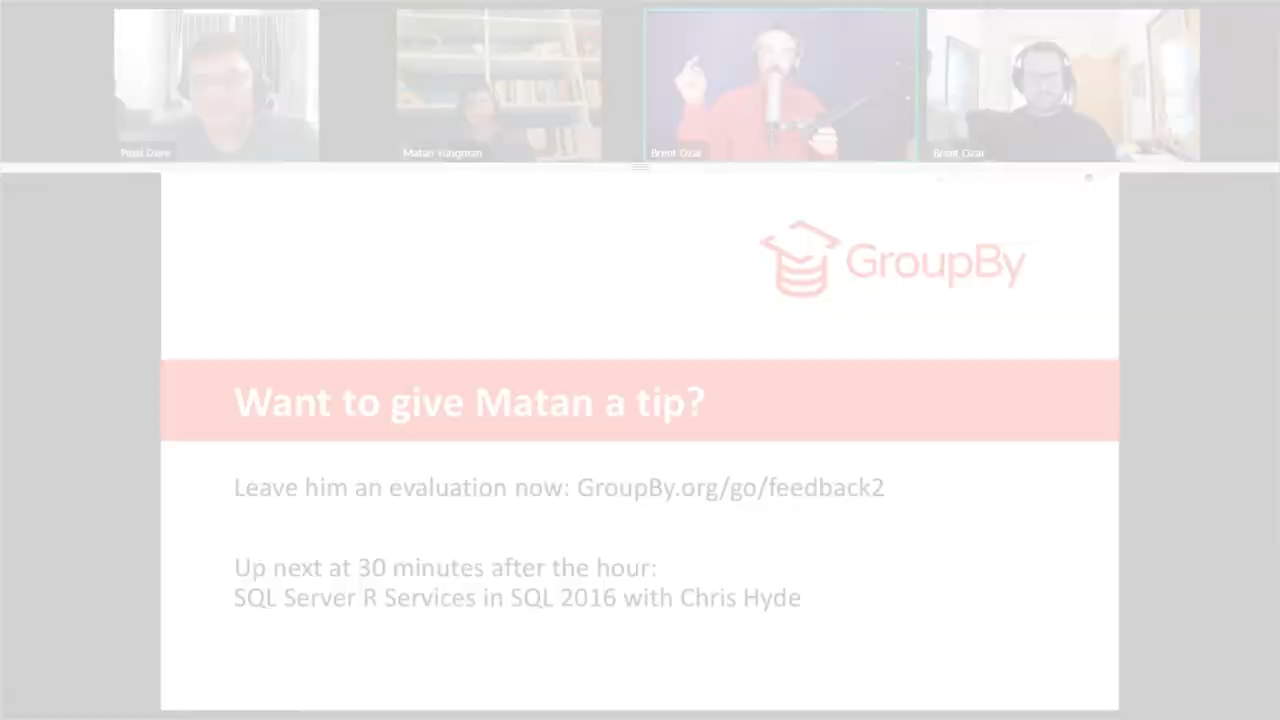 Pinal Dave
Matan Yungman
Brent Ozar
Brent Ozar
GroupBy
Want to give Matan a tip?
Leave him an evaluation now: GroupBy.org/go/feedback2
Up next at 30 minutes after the hour:
SQL Server R Services in SQL 2016 with Chris Hyde